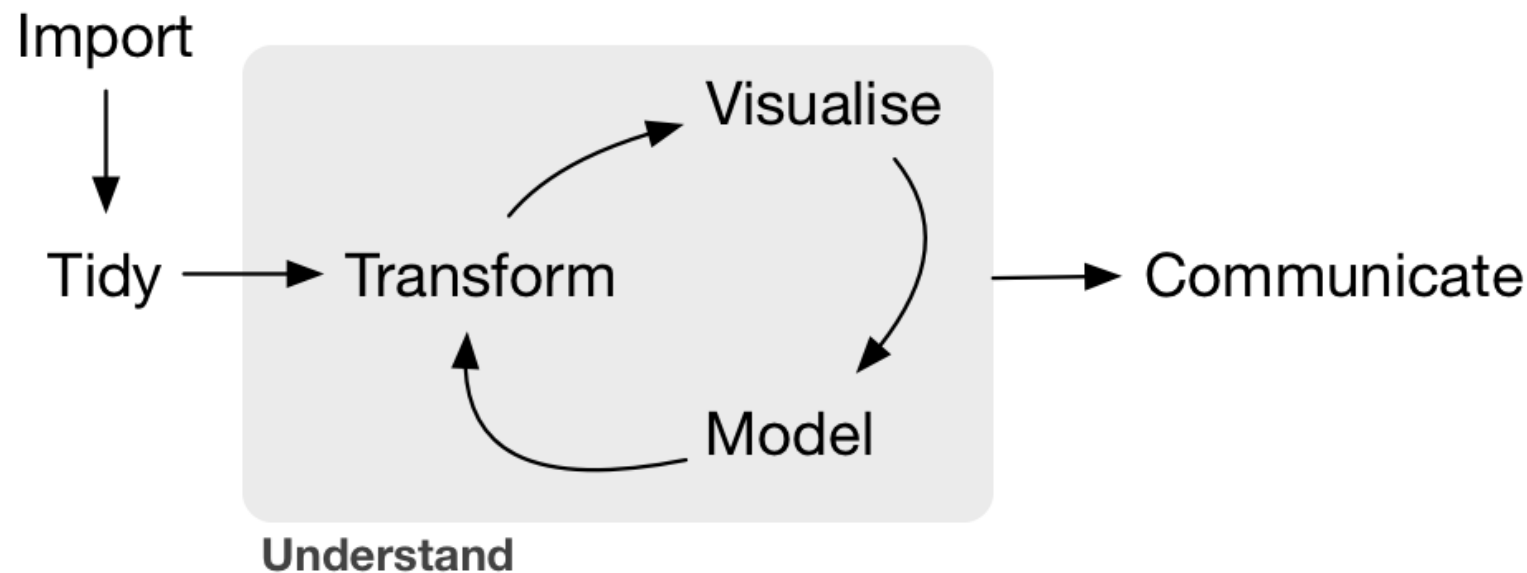 Import
Visualise
Tidy
Transform
Communicate
Model
Understand